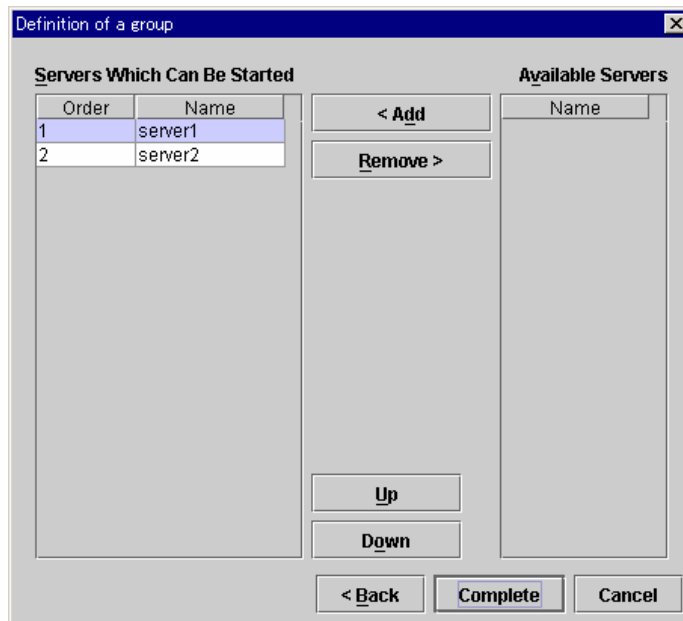 Definition of a group
Servers Which Can Be Started
Available Servers
Order Name
1 server1
2 server2
< Add
Remove >
Name
Up
Down
< Back Complete Cancel